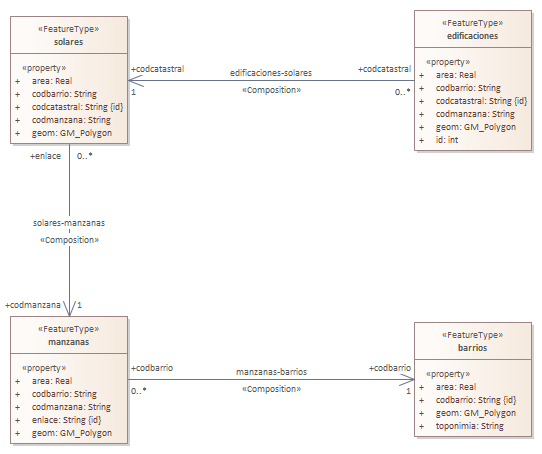 «FeatureType»
solares
«property»
+ area: Real
+ codbarrio: String
+ codcatastral: String {id}
+ codmanzana: String
+ geom: GM_Polygon
+codcatastral
1
edificaciones-solares
«Composition»
+codcatastral
0..*
«FeatureType»
edificaciones
«property»
+ area: Real
+ codbarrio: String
+ codcatastral: String {id}
+ codmanzana: String
+ geom: GM_Polygon
+ id: int
+enlace
0..*
solares-manzanas
«Composition»
+codmanzana
1
«FeatureType»
manzanas
«property»
+ area: Real
+ codbarrio: String
+ codmanzana: String
+ enlace: String {id}
+ geom: GM_Polygon
+codbarrio
0..*
manzanas-barrios
«Composition»
+codbarrio
1
«FeatureType»
barrios
«property»
+ area: Real
+ codbarrio: String {id}
+ geom: GM_Polygon
+ toponimia: String